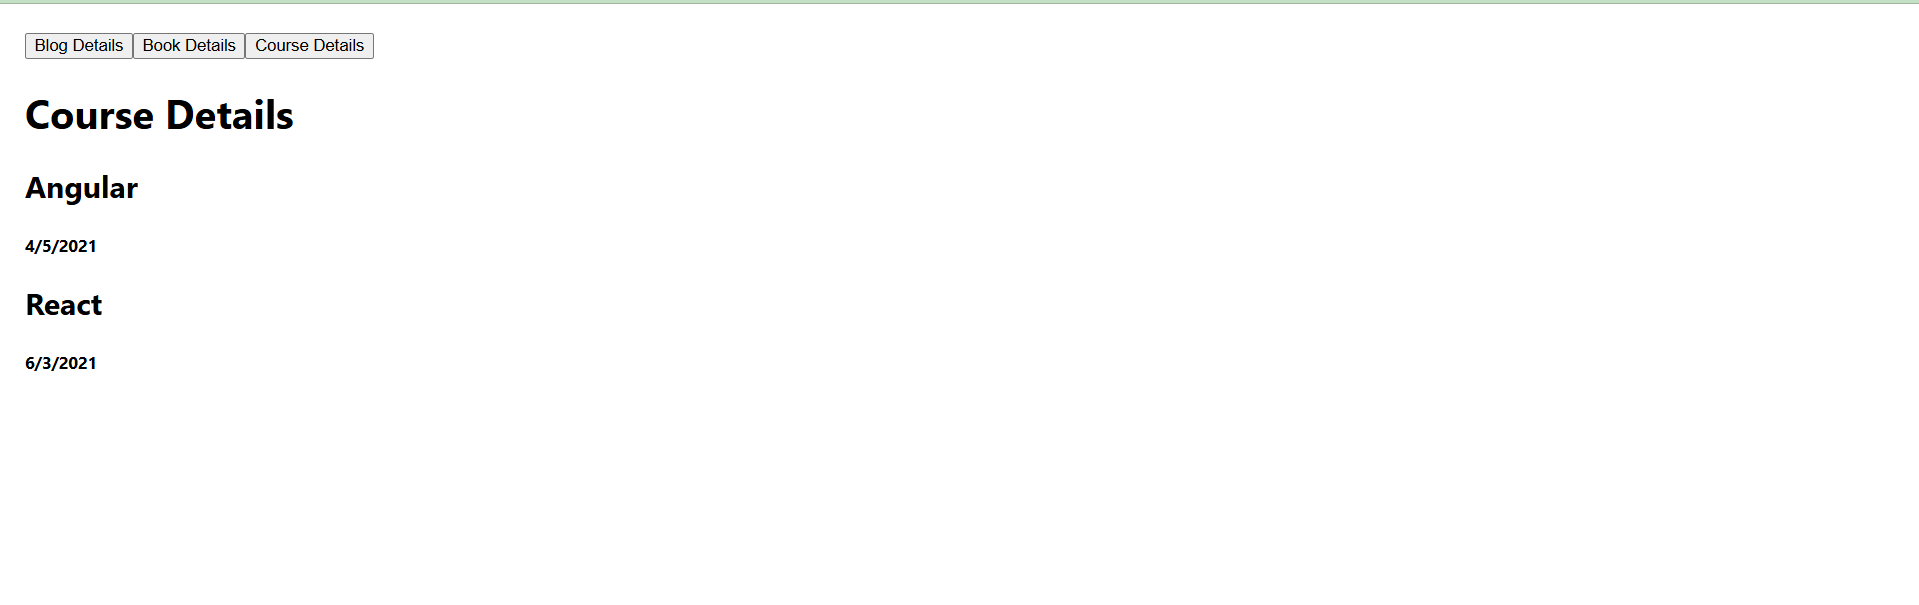 Blog Details Book Details Course Details
Course Details
Angular
4/5/2021
React
6/3/2021